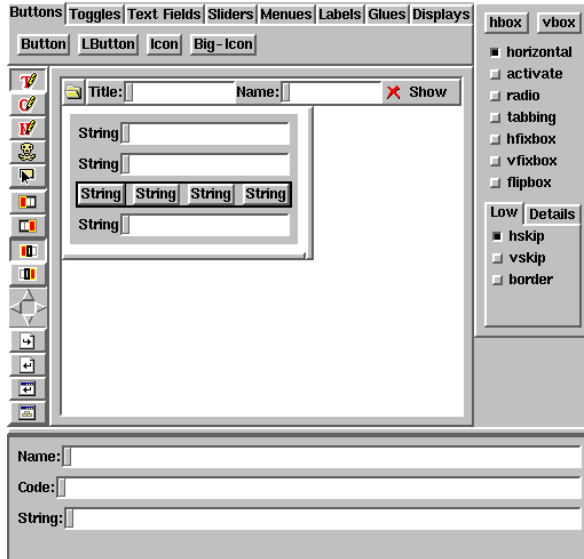 Buttons Toggles Text Fields Sliders Menues Labels Glues Displays
Button LButton Icon Big-Icon
hbox vbox
horizontal
activate
radio
tabbing
hfixbox
vfixbox
flipbox
Low Details
hskip
vskip
border
Title: Name: Show
String
String
String String String String
String
Name:
Code:
String: